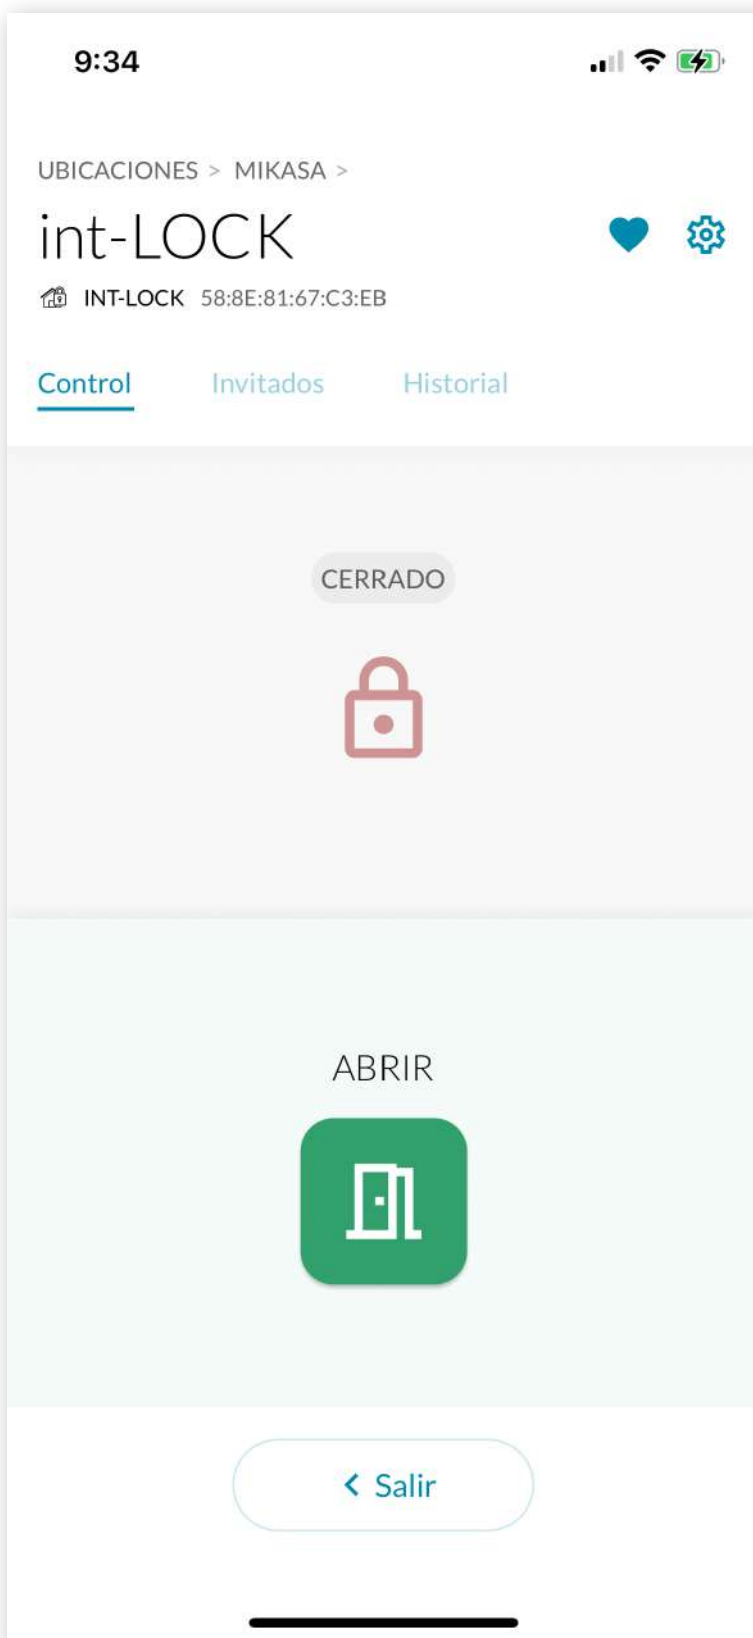 9:34
UBICACIONES > MIKASA >
int-LOCK
INT-LOCK 58:8E:81:67:C3:EB
Control Invitados Historial
CERRADO
ABRIR
< Salir